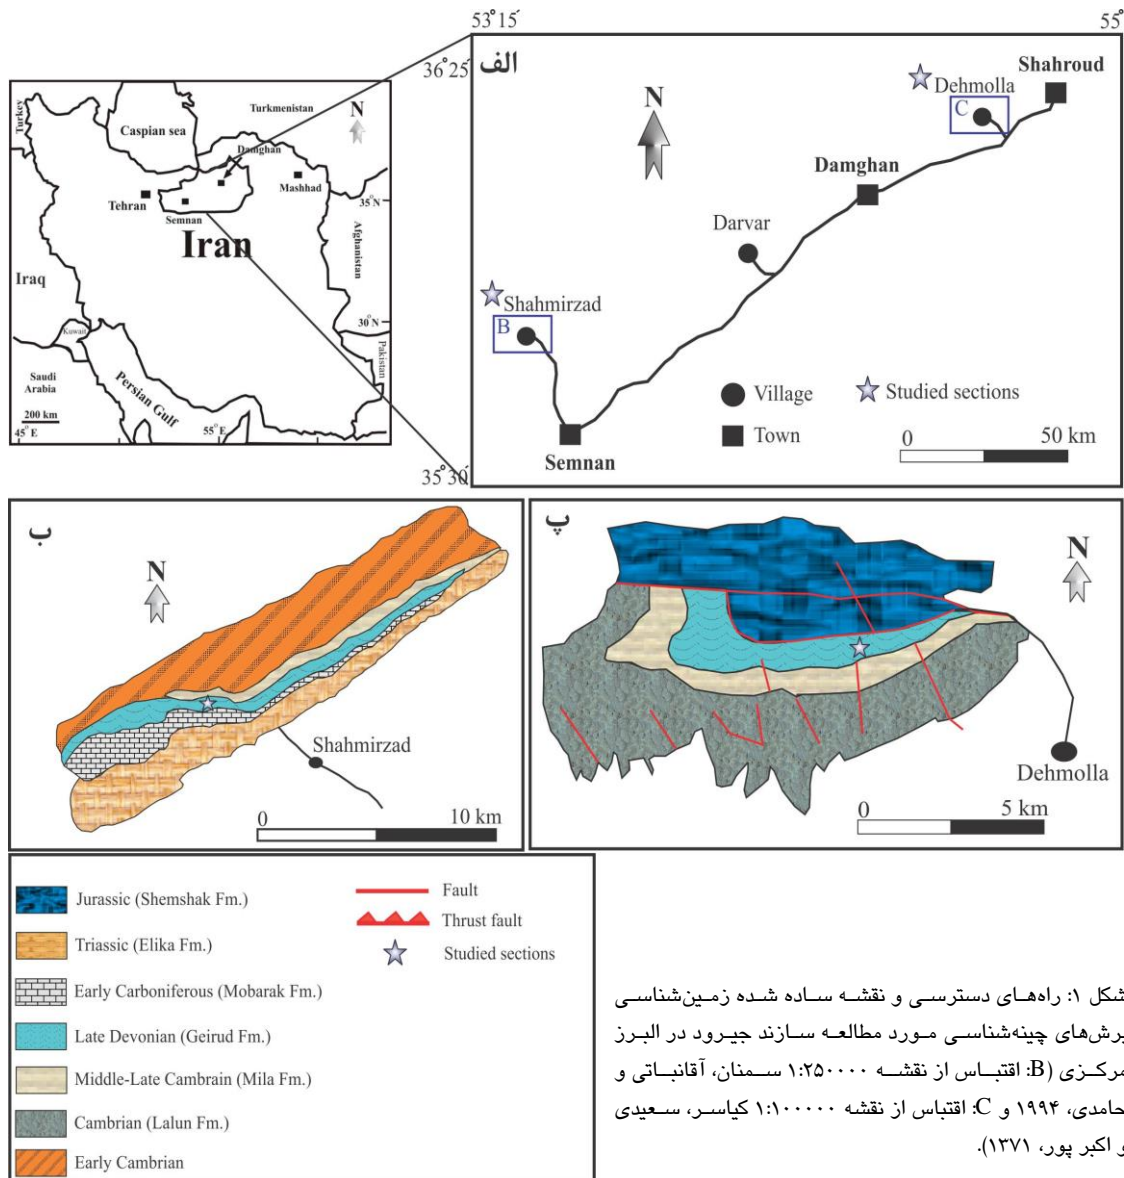 53°15´
55°
36°25´
الف
Shahroud
Dehmolla
C
N
Damghan
Darvar
Shahmirzad
B
Village
Studied sections
Town
0 50 km
Semnan
35°30´
Turkey
Turkmenistan
Caspian sea
N
Damghan
Mashhad
Tehran
Semnan
35°N
Iran
Afghanistan
Iraq
30°N
Kuwait
Pakistan
Saudi
Arabia
Persian Gulf
200 km
45°E
55°E
ب
N
Shahmirzad
0 10 km
پ
N
Dehmolla
0 5 km
Jurassic (Shemshak Fm.)
Triassic (Elika Fm.)
Early Carboniferous (Mobarak Fm.)
Late Devonian (Geirud Fm.)
Middle-Late Cambrain (Mila Fm.)
Cambrian (Lalun Fm.)
Early Cambrian
Fault
Thrust fault
Studied sections
شکل ۱: راه‌های دسترسی و نقشه ساده شده زمین‌شناسی
برش‌های چینه‌شناسی مورد مطالعه سازند جیرود در البرز
مرکزی (B: اقتباس از نقشه ۱:۲۵۰۰۰۰ سمنان، آقانباتی و
حامدی، ۱۹۹۴ و C: اقتباس از نقشه ۱:۱۰۰۰۰۰ کیاسر، سعیدی
و اکبر پور، ۱۳۷۱).